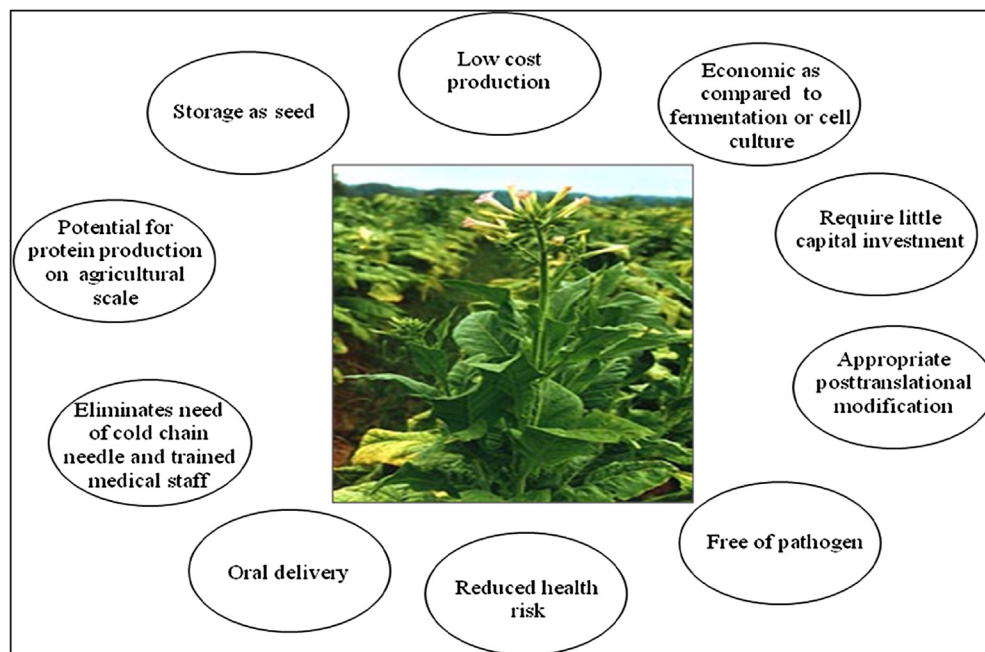 Low cost
production
Economic as
compared to
fermentation or cell
culture
Storage as seed
Require little
capital investment
Potential for
protein production
on agricultural
scale
Appropriate
posttranslational
modification
Eliminates need
of cold chain
needle and trained
medical staff
Free of pathogen
Oral delivery
Reduced health
risk